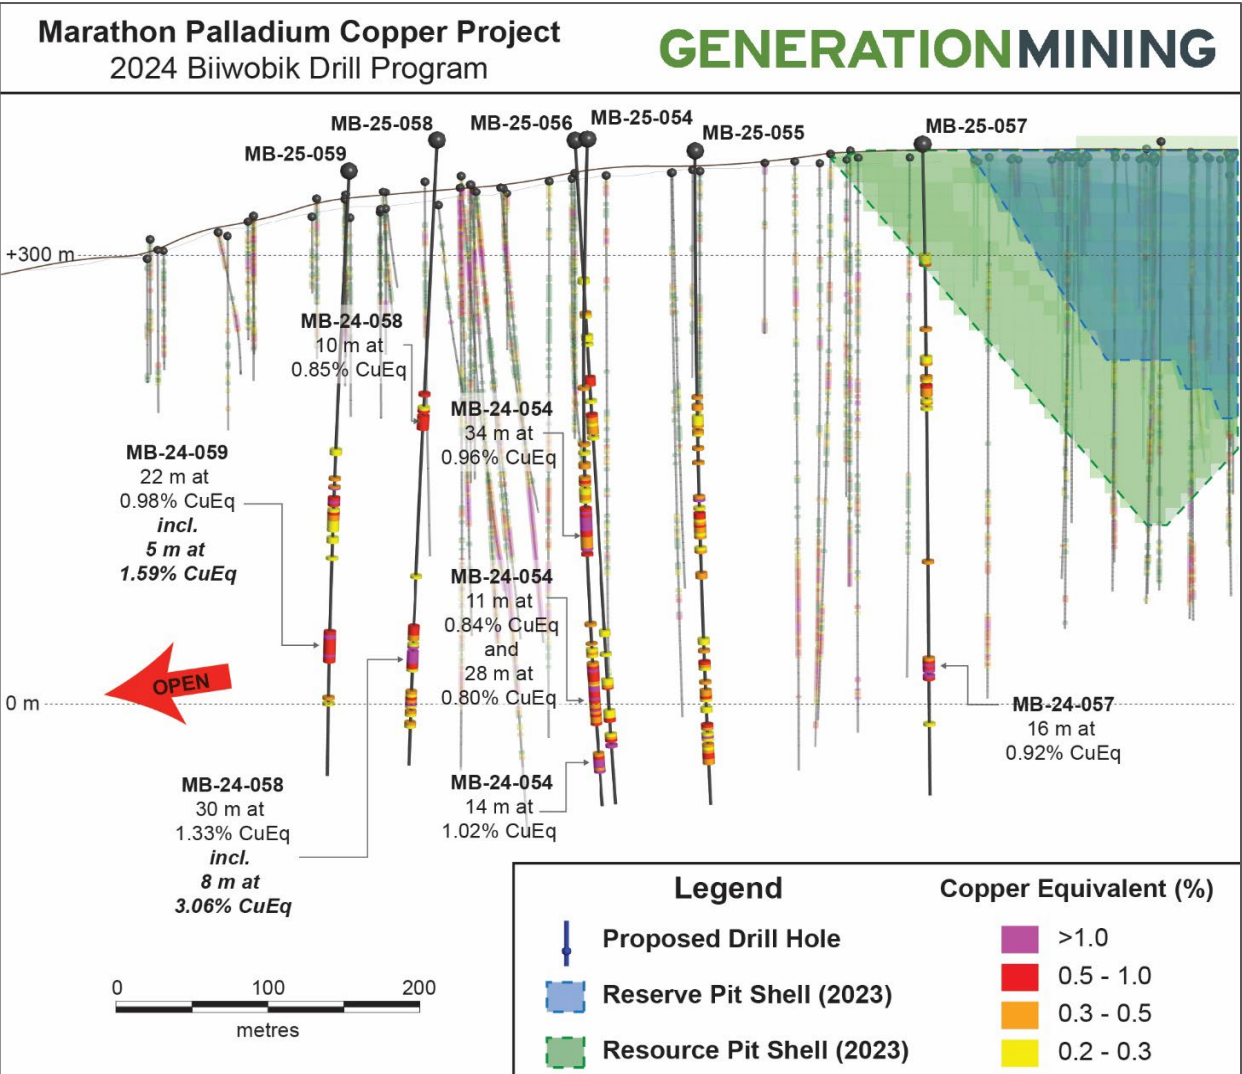 Marathon Palladium Copper Project
2024 Biiwobik Drill Program
GENERATIONMINING
MB-25-059
MB-25-058
MB-25-056
MB-25-054
MB-25-055
MB-25-057
+300 m
MB-24-058
10 m at
0.85% CuEq
MB-24-054
34 m at
0.96% CuEq
MB-24-059
22 m at
0.98% CuEq
incl.
5 m at
1.59% CuEq
MB-24-054
11 m at
0.84% CuEq
and
28 m at
0.80% CuEq
OPEN
0 m
MB-24-057
16 m at
0.92% CuEq
MB-24-058
30 m at
1.33% CuEq
incl.
8 m at
3.06% CuEq
MB-24-054
14 m at
1.02% CuEq
0 100 200
metres
Legend
Proposed Drill Hole
Reserve Pit Shell (2023)
Resource Pit Shell (2023)
Copper Equivalent (%)
>1.0
0.5 - 1.0
0.3 - 0.5
0.2 - 0.3